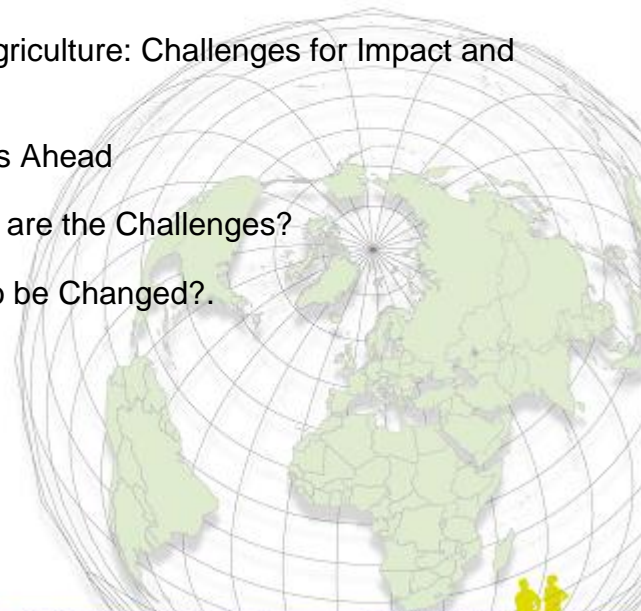 griculture: Challenges for Impact and
s Ahead
are the Challenges?
o be Changed?.